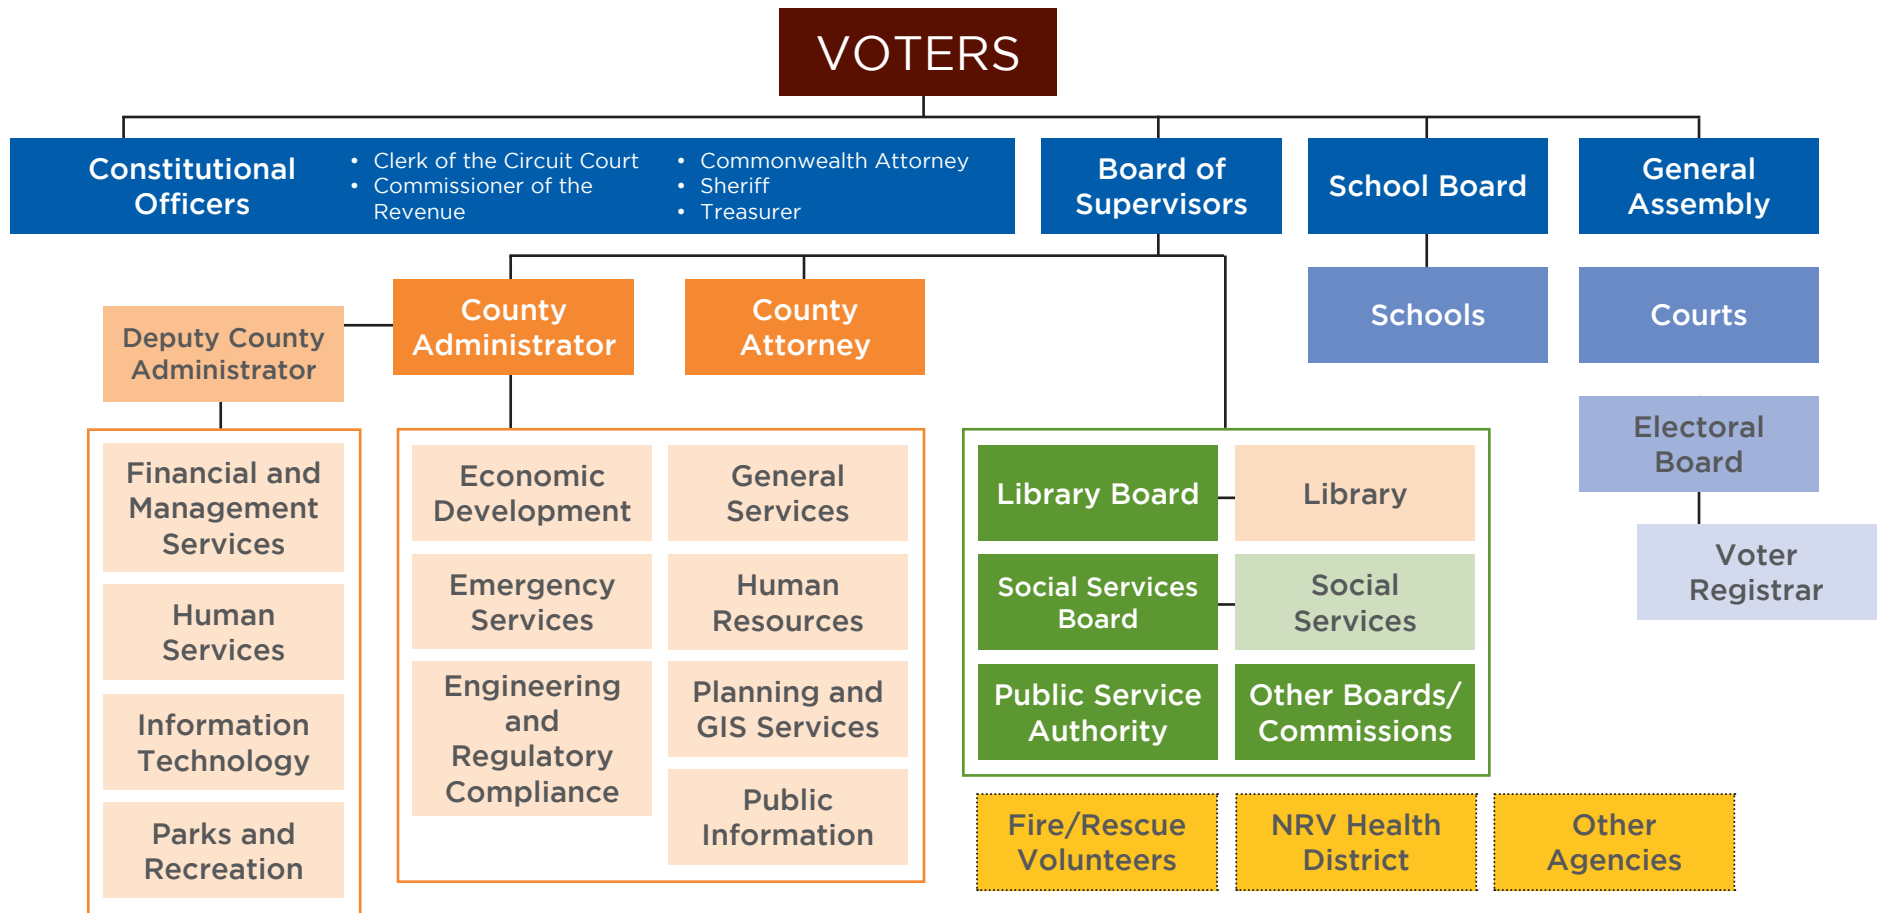 VOTERS
Constitutional
Officers
• Clerk of the Circuit Court
• Commissioner of the
Revenue
• Commonwealth Attorney
• Sheriff
• Treasurer
Board of
Supervisors
School Board
General
Assembly
Deputy County
Administrator
County
Administrator
County
Attorney
Schools
Courts
Electoral
Board
Voter
Registrar
Financial and
Management
Services
Human
Services
Information
Technology
Parks and
Recreation
Economic
Development
General
Services
Emergency
Services
Human
Resources
Engineering
and
Regulatory
Compliance
Planning and
GIS Services
Public
Information
Library Board
Library
Social Services
Board
Social
Services
Public Service
Authority
Other Boards/
Commissions
Fire/Rescue
Volunteers
NRV Health
District
Other
Agencies